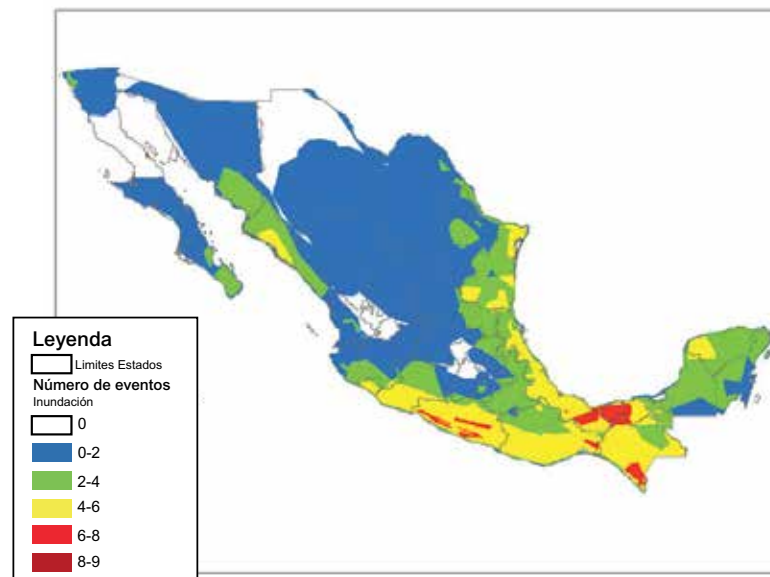 Leyenda
Limites Estados
Número de eventos
Inundación
0
0-2
2-4
4-6
6-8
8-9